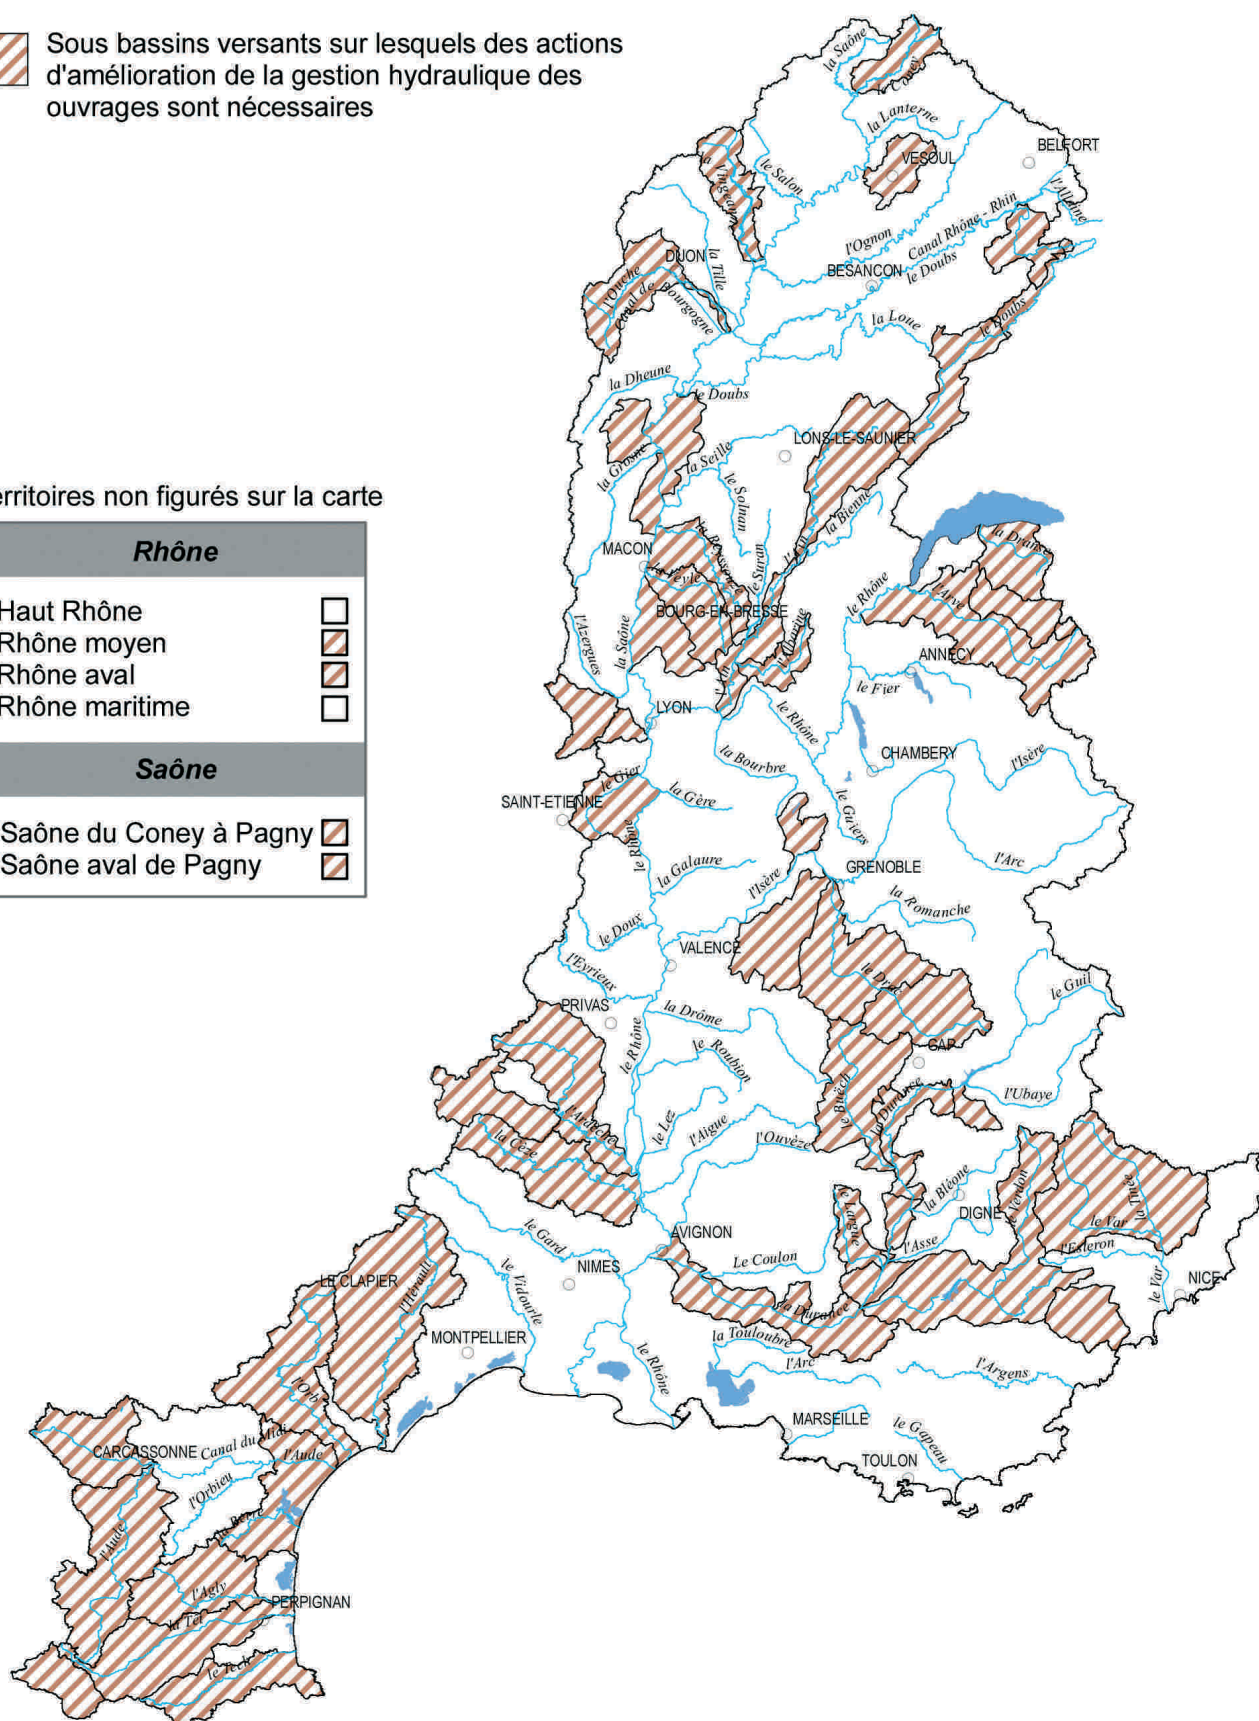 Sous bassins versants sur lesquels des actions
d'amélioration de la gestion hydraulique des
ouvrages sont nécessaires
la Saône
le Coney
la Lanterne
VESOUL
BELFORT
la Vingeanne
le Salon
l'Allaine
l'Ognon
Canal Rhône - Rhin
DIJON
la Tille
BESANCON
le Doubs
l'Ouche
Canal de Bourgogne
la Loue
le Doubs
la Dheune
le Doubs
LONS-LE-SAUNIER
la Grosne
la Seille
le Solnan
la Bienne
erritoires non figurés sur la carte
Rhône
Haut Rhône
Rhône moyen
Rhône aval
Rhône maritime
Saône
Saône du Coney à Pagny
Saône aval de Pagny
MACON
la Reyssouze
le Suran
l'Ain
la Veyle
BOURG-EN-BRESSE
la Dranse
le Rhône
l'Arve
l'Azergues
la Saône
l'Albarine
ANNECY
l'Ain
le Fier
LYON
le Rhône
CHAMBERY
la Bourbre
l'Isère
le Gier
la Gère
SAINT-ETIENNE
le Guiers
le Rhône
l'Arc
la Galaure
l'Isère
GRENOBLE
la Romanche
le Doux
VALENCE
l'Eyrieux
le Drac
le Guil
PRIVAS
la Drôme
le Rhône
le Roubion
GAP
le Buëch
la Durance
l'Ubaye
l'Ardèche
le Lez
l'Aigue
l'Ouvèze
la Cèze
la Bléone
le Verdon
la Tinée
le Largue
DIGNE
le Var
AVIGNON
le Gard
Le Coulon
l'Asse
l'Esteron
le Var
NICE
NIMES
le Vidourle
LE CLAPIER
l'Hérault
la Durance
MONTPELLIER
la Touloubre
l'Arc
le Rhône
l'Argens
l'Orb
MARSEILLE
le Gapeau
TOULON
CARCASSONNE
Canal du Midi
l'Aude
l'Orbieu
la Berre
l'Aude
l'Agly
PERPIGNAN
la Têt
le Tech